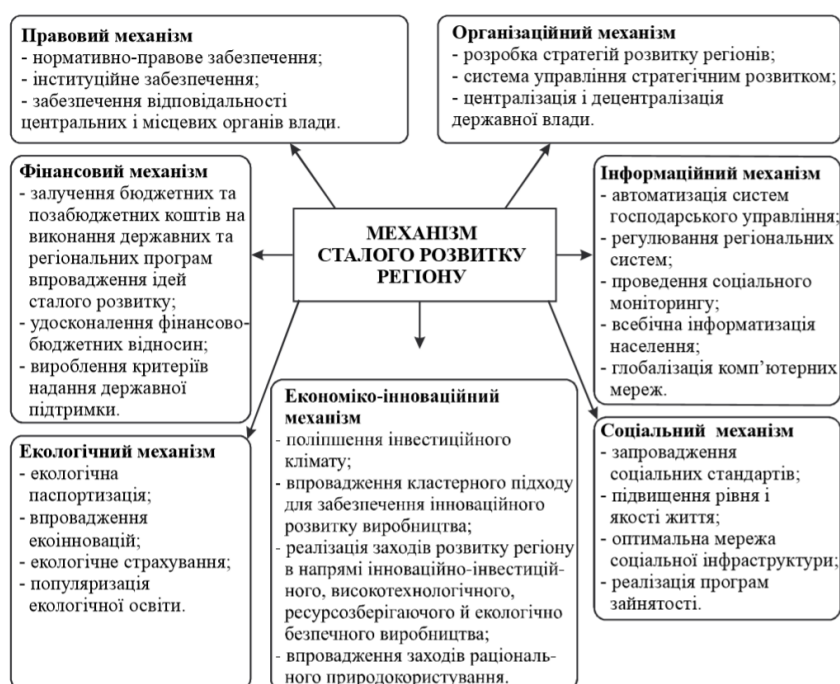 Правовий механізм
- нормативно-правове забезпечення;
- інституційне забезпечення;
- забезпечення відповідальності
центральних і місцевих органів влади.
Організаційний механізм
- розробка стратегій розвитку регіонів;
- система управління стратегічним розвитком;
- централізація і децентралізація
державної влади.
Фінансовий механізм
- залучення бюджетних та
позабюджетних коштів на
виконання державних та
регіональних програм
впровадження ідей
сталого розвитку;
- удосконалення фінансово-
бюджетних відносин;
- вироблення критеріїв
надання державної
підтримки.
МЕХАНІЗМ
СТАЛОГО РОЗВИТКУ
РЕГІОНУ
Інформаційний механізм
- автоматизація систем
господарського управління;
- регулювання регіональних
систем;
- проведення соціального
моніторингу;
- всебічна інформатизація
населення;
- глобалізація комп’ютерних
мереж.
Екологічний механізм
- екологічна
паспортизація;
- впровадження
екоінновацій;
- екологічне страхування;
- популяризація
екологічної освіти.
Економіко-інноваційний
механізм
- поліпшення інвестиційного
клімату;
- впровадження кластерного підходу
для забезпечення інноваційного
розвитку виробництва;
- реалізація заходів розвитку регіону
в напрямі інноваційно-інвестицій-
ного, високотехнологічного,
ресурсозберігаючого й екологічно
безпечного виробництва;
- впровадження заходів раціональ-
ного природокористування.
Соціальний механізм
- запровадження
соціальних стандартів;
- підвищення рівня і
якості життя;
- оптимальна мережа
соціальної інфраструктури;
- реалізація програм
зайнятості.